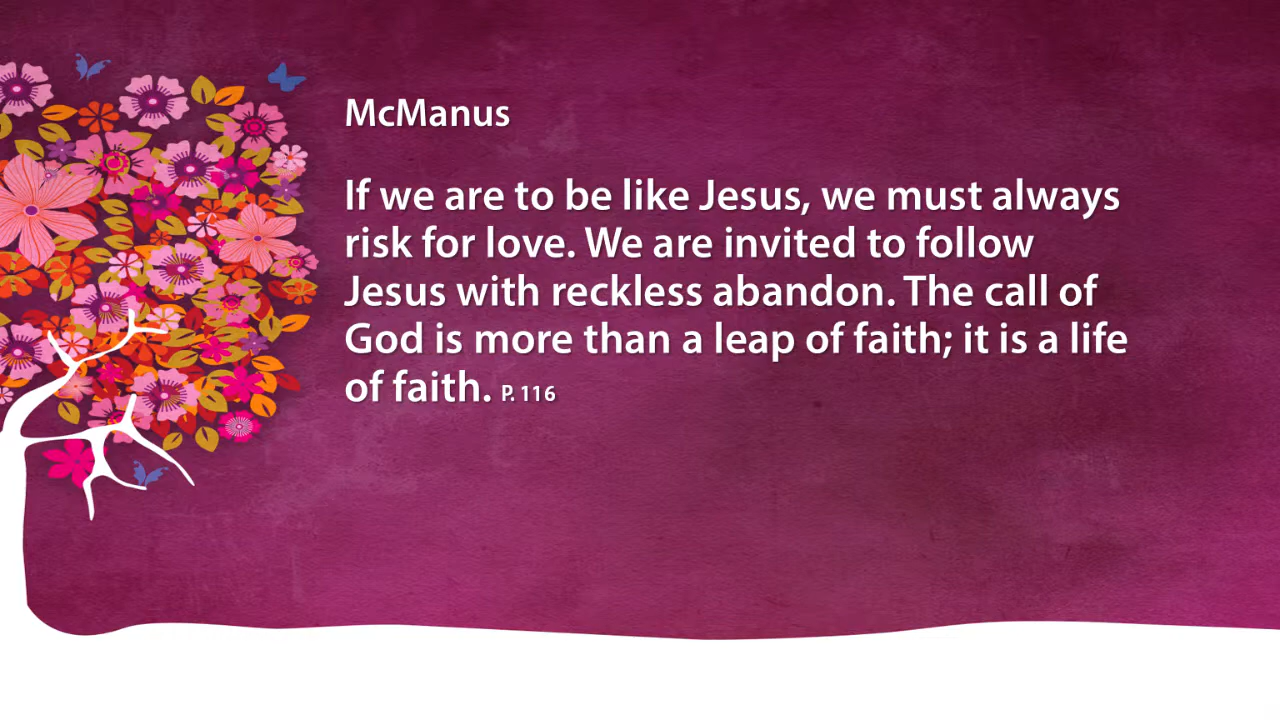 McManus
If we are to be like Jesus, we must always
risk for love. We are invited to follow
Jesus with reckless abandon. The call of
God is more than a leap of faith; it is a life
of faith. P. 116